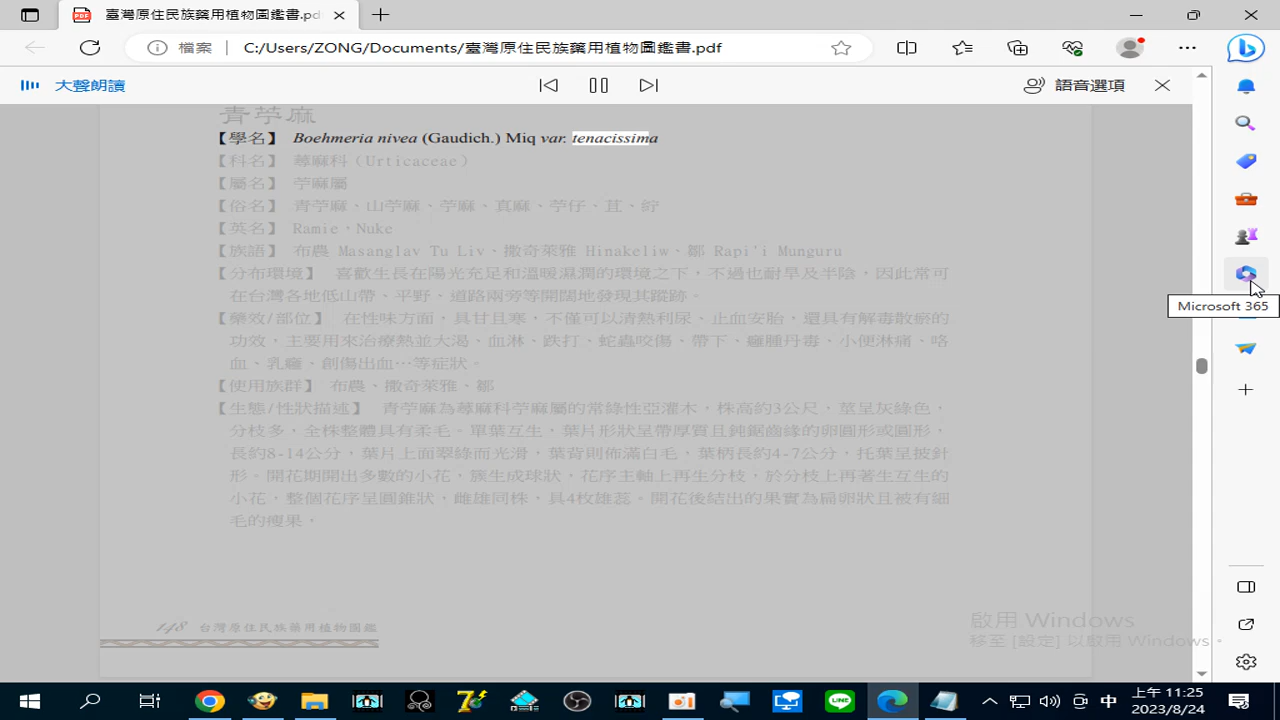 臺灣原住民族藥用植物圖鑑書.pdf
檔案 C:/Users/ZONG/Documents/臺灣原住民族藥用植物圖鑑書.pdf
大聲朗讀 語音選項
青苧麻
【學名】 Boehmeria nivea (Gaudich.) Miq var. tenacissima
【科名】 蕁麻科（Urticaceae）
【屬名】 苧麻屬
【俗名】 青苧麻、山苧麻、苧麻、真麻、苧仔、苴、紵
【英名】 Ramie，Nuke
【族語】 布農 Masanglav Tu Liv、撒奇萊雅 Hinakeliw、鄒 Rapi'i Munguru
【分布環境】 喜歡生長在陽光充足和溫暖濕潤的環境之下，不過也耐旱及半陰，因此常可
在台灣各地低山帶、平野、道路兩旁等開闊地發現其蹤跡。
【藥效/部位】 在性味方面，具甘且寒，不僅可以清熱利尿、止血安胎，還具有解毒散瘀的
功效，主要用來治療熱並大渴、血淋、跌打、蛇蟲咬傷、帶下、癰腫丹毒、小便淋痛、咯
血、乳癰、創傷出血…等症狀。
【使用族群】 布農、撒奇萊雅、鄒
【生態/性狀描述】 青苧麻為蕁麻科苧麻屬的常綠性亞灌木，株高約3公尺，莖呈灰綠色，
分枝多，全株整體具有柔毛。單葉互生，葉片形狀呈帶厚質且鈍鋸齒緣的卵圓形或圓形，
長約8-14公分，葉片上面翠綠而光滑，葉背則佈滿白毛，葉柄長約4-7公分，托葉呈披針
形。開花期開出多數的小花，簇生成球狀，花序主軸上再生分枝，於分枝上再著生互生的
小花，整個花序呈圓錐狀，雌雄同株，具4枚雄蕊。開花後結出的果實為扁卵狀且被有細
毛的瘦果，
148 台灣原住民族藥用植物圖鑑
Microsoft 365
啟用 Windows
移至 [設定] 以啟用 Windows。
LINE
中
上午 11:25
2023/8/24